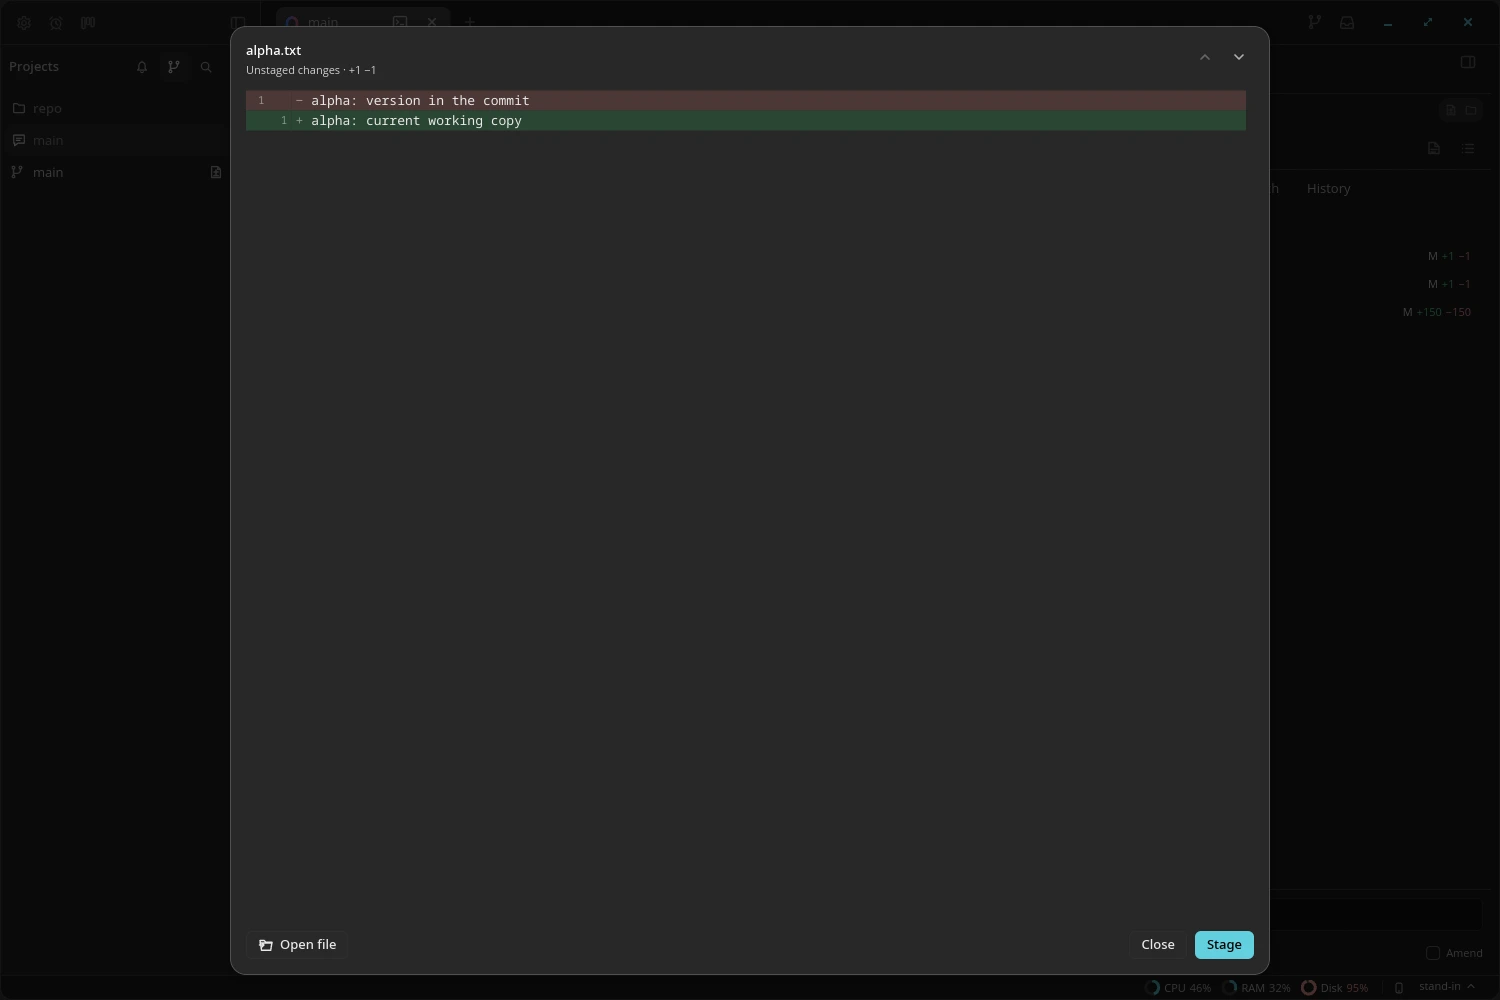 main
Projects
repo
main
main
alpha.txt
Unstaged changes · +1 −1
1 − alpha: version in the commit
1 + alpha: current working copy
h History
M +1 −1
M +1 −1
M +150 −150
Open file
Close
Stage
Amend
CPU 46% RAM 32% Disk 95% stand-in